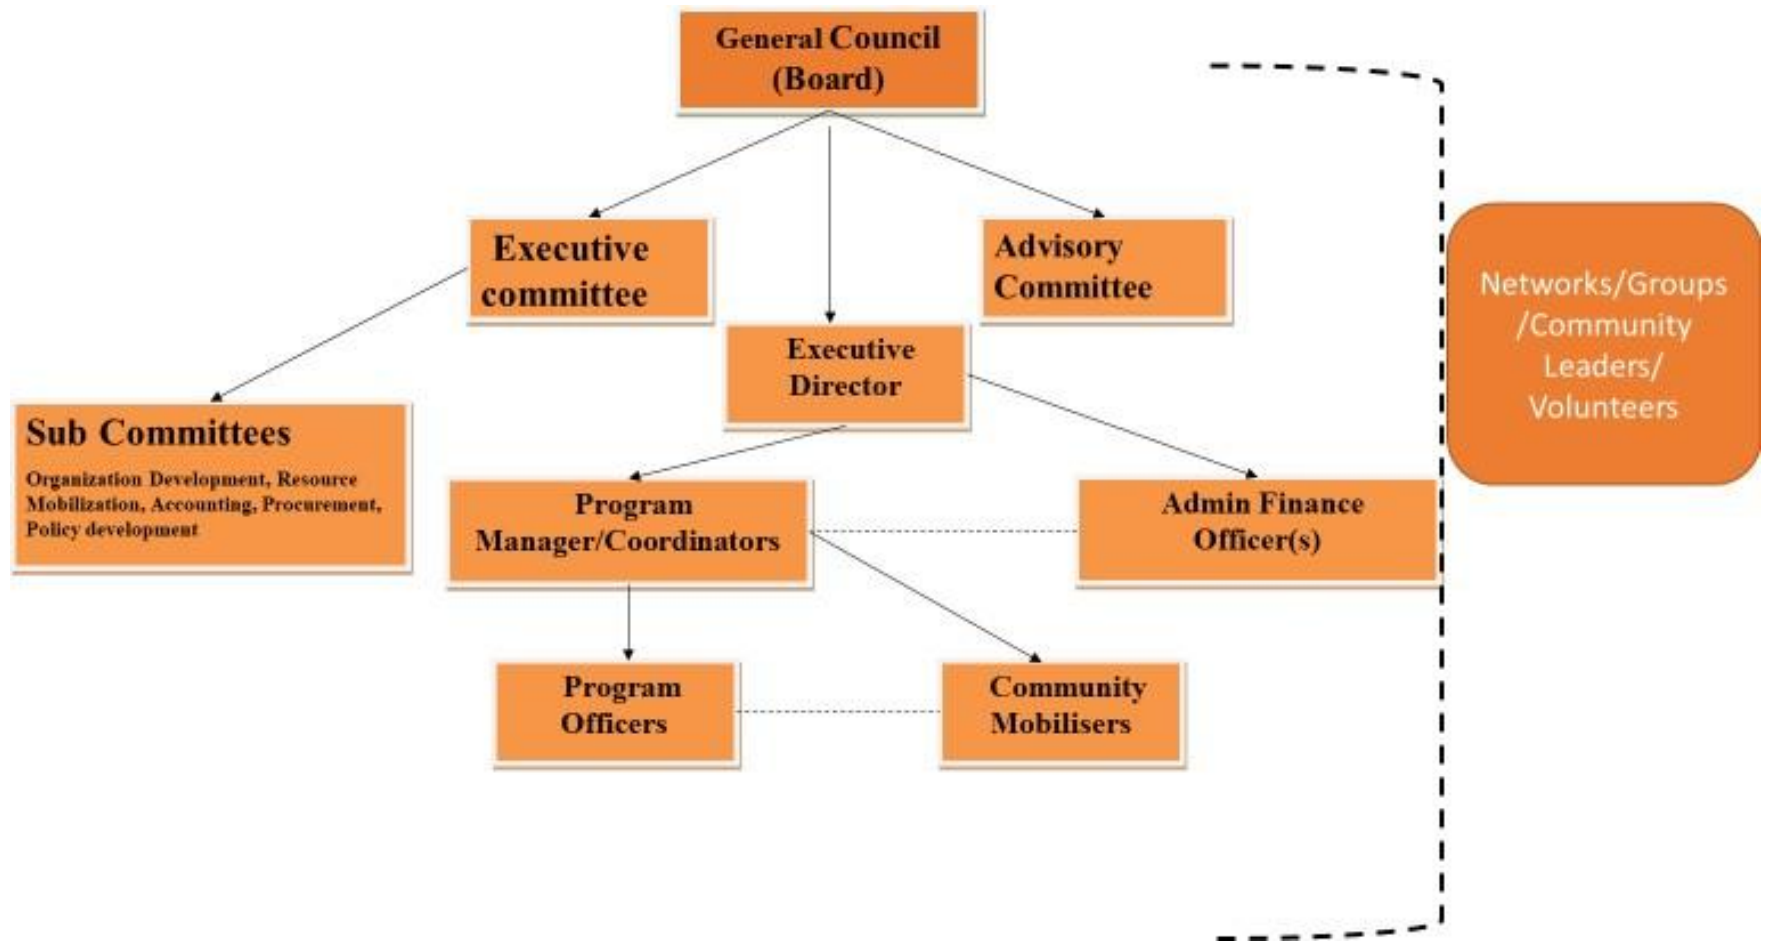 General Council
(Board)
Executive
committee
Advisory
Committee
Executive
Director
Networks/Groups
/Community
Leaders/
Volunteers
Sub Committees
Organization Development, Resource
Mobilization, Accounting, Procurement,
Policy development
Program
Manager/Coordinators
Admin Finance
Officer(s)
Program
Officers
Community
Mobilisers